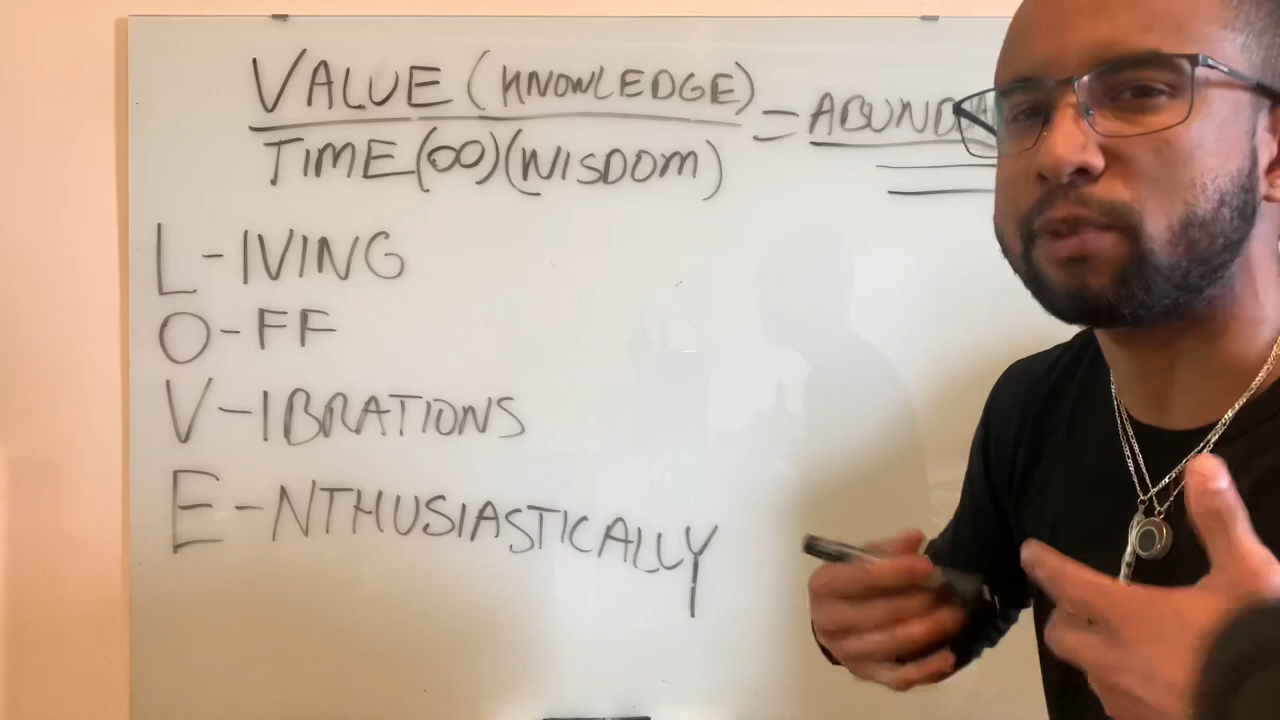 VALUE (KNOWLEDGE)
TIME (∞)(WISDOM)
=
L-IVING
O-FF
V-IBRATIONS
E-NTHUSIASTICALLY